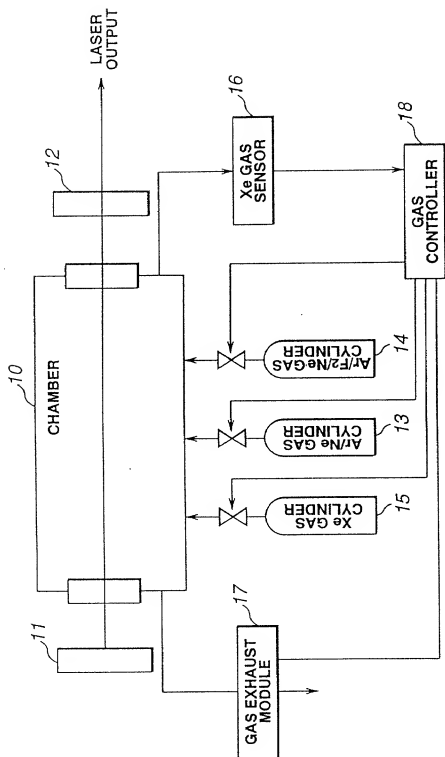 10
CHAMBER
11
12
LASER
OUTPUT
16
Xe GAS
SENSOR
18
GAS
CONTROLLER
Ar/F2/Ne GAS
CYLINDER
14
Ar/Ne GAS
CYLINDER
13
Xe GAS
CYLINDER
15
17
GAS EXHAUST
MODULE